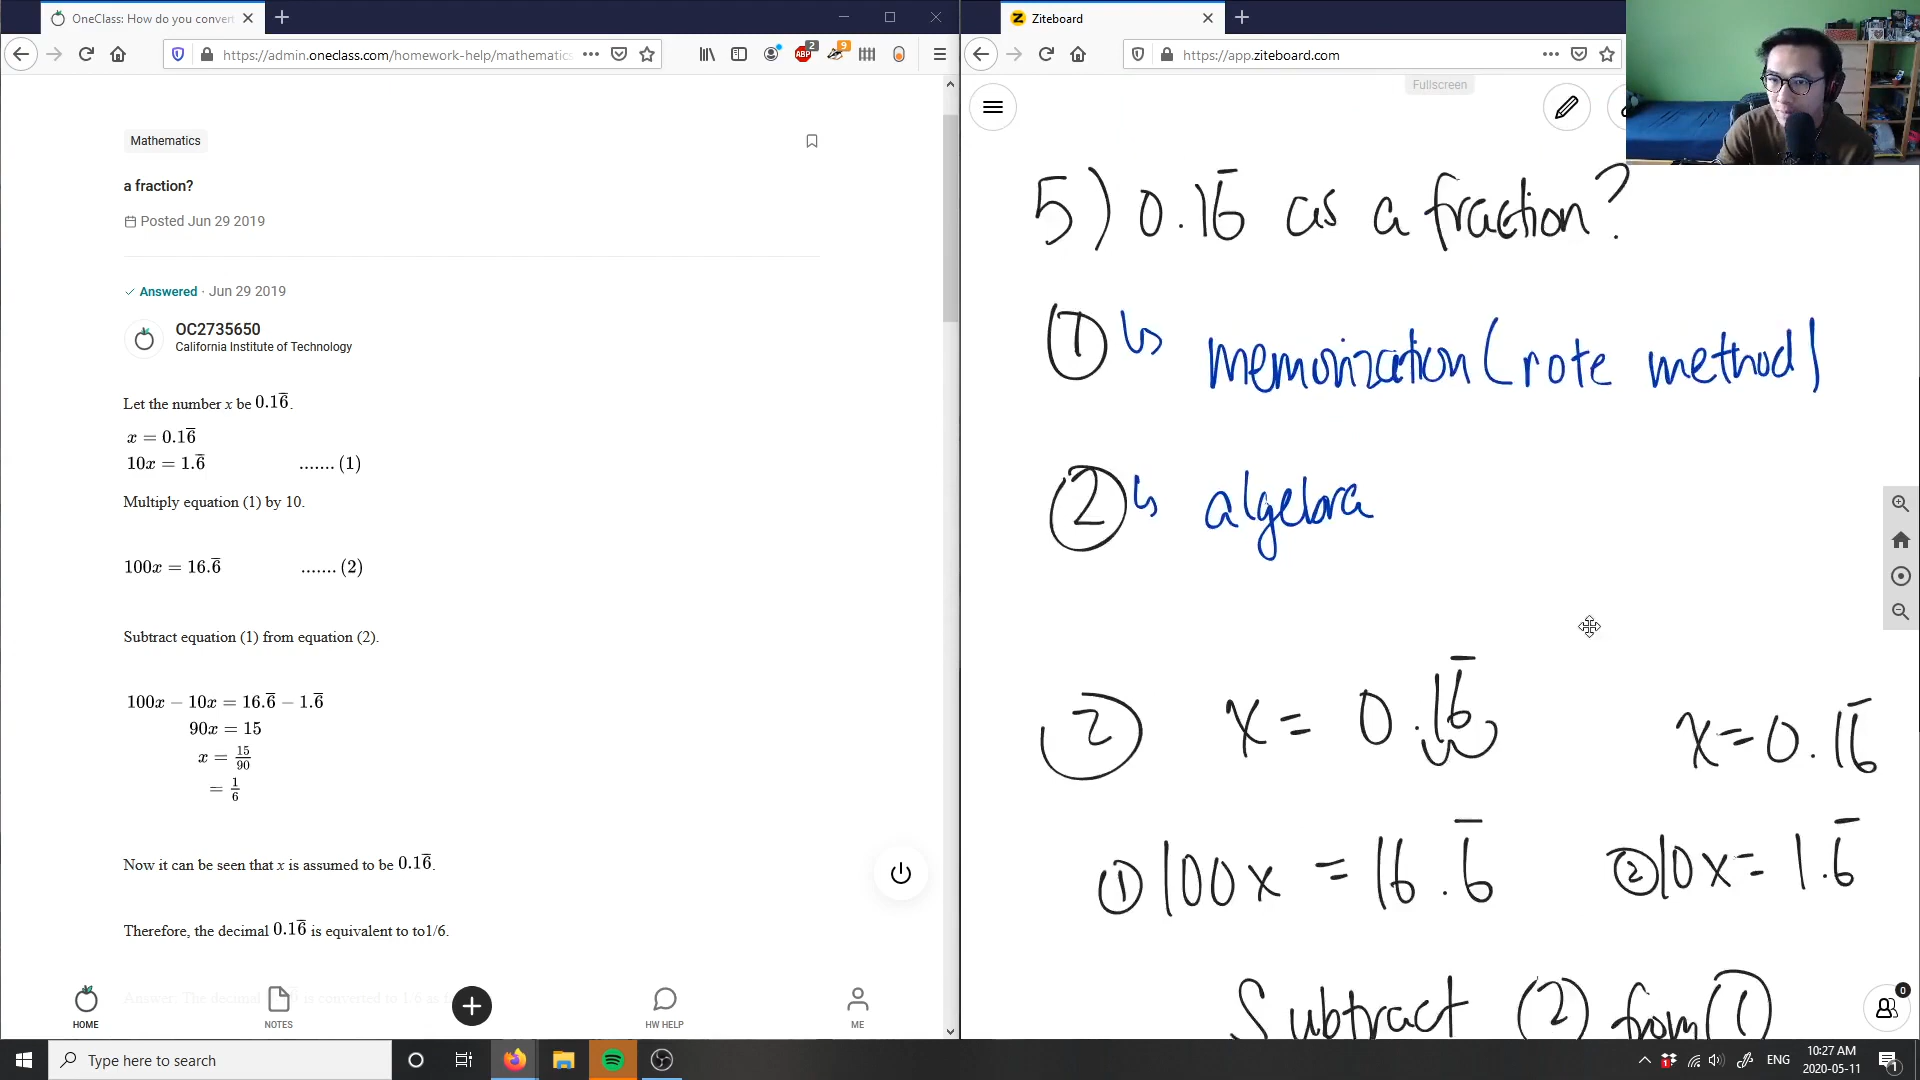 OneClass: How do you convert
Ziteboard
https://admin.oneclass.com/homework-help/mathematics
ABP
2
9
https://app.ziteboard.com
Fullscreen
Mathematics
a fraction?
Posted Jun 29 2019
Answered · Jun 29 2019
OC2735650
California Institute of Technology
Let the number x be 0.16̅.
x = 0.16̅
10x = 1.6̅ ....... (1)
Multiply equation (1) by 10.
100x = 16.6̅ ....... (2)
Subtract equation (1) from equation (2).
100x − 10x = 16.6̅ − 1.6̅
90x = 15
x = 15/90
= 1/6
Now it can be seen that x is assumed to be 0.16̅.
Therefore, the decimal 0.16̅ is equivalent to to1/6.
HOME
NOTES
HW HELP
ME
5) 0.16̅ as a fraction?
① ↳ memorization (rote method)
② ↳ algebra
② x = 0.16̅ x = 0.16̅
① 100x = 16.6̅ ② 10x = 1.6̅
Subtract ② from ①
0
Type here to search
ENG
10:27 AM
2020-05-11
1